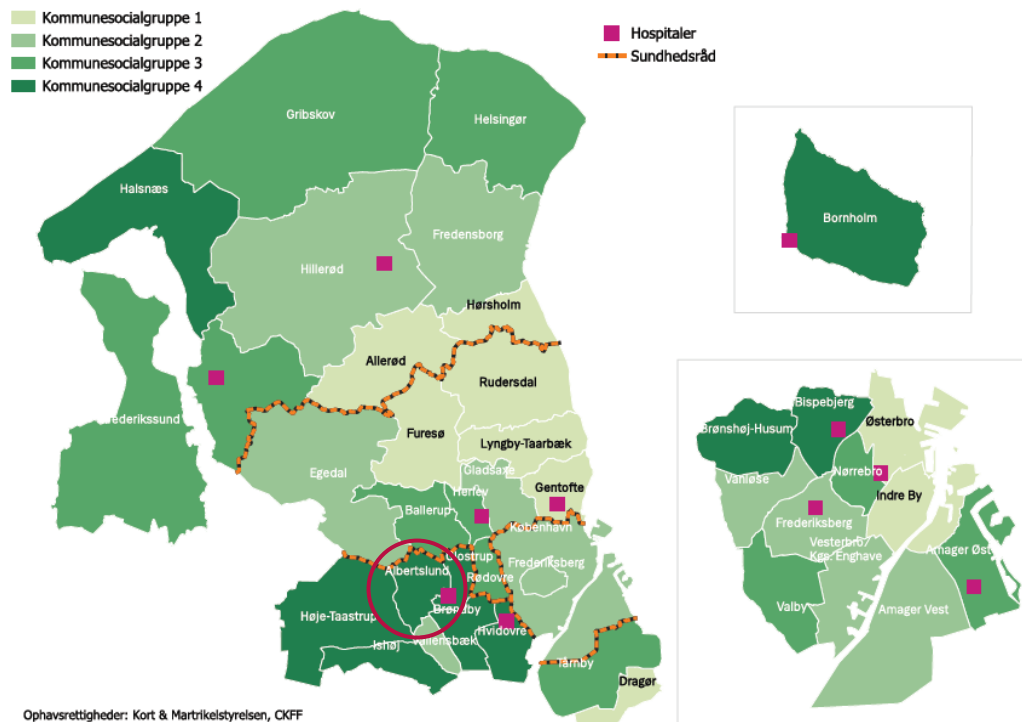 Kommunesocialgruppe 1
Kommunesocialgruppe 2
Kommunesocialgruppe 3
Kommunesocialgruppe 4
Hospitaler
Sundhedsråd
Gribskov
Helsingør
Halsnæs
Fredensborg
Hillerød
Hørsholm
Allerød
Rudersdal
ederikssund
Furesø
Lyngby-Taarbæk
Egedal
Gladsaxe
Gentofte
Herlev
Ballerup
København
Glostrup
Albertslund
Frederiksberg
Rødovre
Høje-Taastrup
Brøndby
Hvidovre
Ishøj
Vallensbæk
Tårnby
Dragør
Bornholm
Bispebjerg
Østerbro
Brønshøj-Husum
Nørrebro
Vanløse
Indre By
Frederiksberg
Vesterbro/
Kgs. Enghave
Amager Øst
Valby
Amager Vest
Ophavsrettigheder: Kort & Martrikelstyrelsen, CKFF